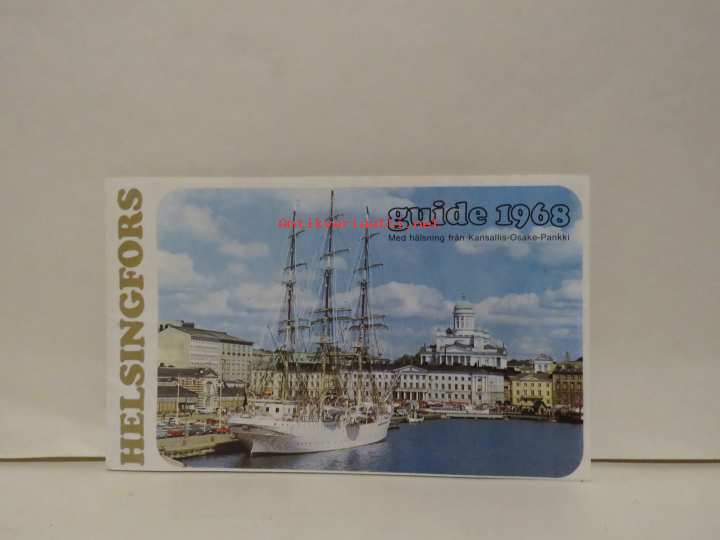 HELSINGFORS
guide 1968
Med hälsning från Kansallis-Osake-Pankki
Antikvariaatti.net